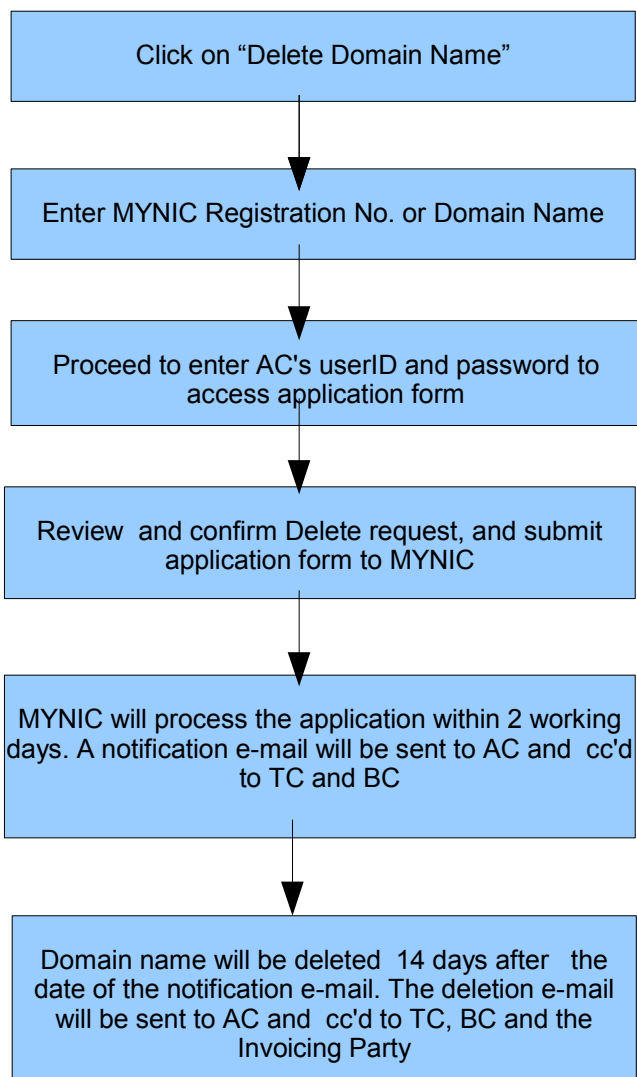 Click on “Delete Domain Name”
Enter MYNIC Registration No. or Domain Name
Proceed to enter AC's userID and password to
access application form
Review and confirm Delete request, and submit
application form to MYNIC
MYNIC will process the application within 2 working
days. A notification e-mail will be sent to AC and cc'd
to TC and BC
Domain name will be deleted 14 days after the
date of the notification e-mail. The deletion e-mail
will be sent to AC and cc'd to TC, BC and the
Invoicing Party